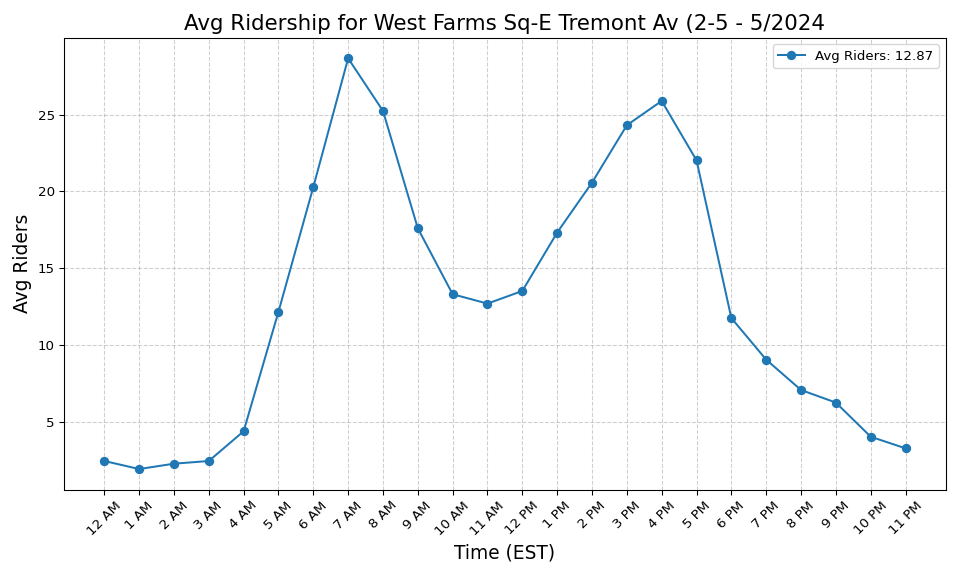 Avg Ridership for West Farms Sq-E Tremont Av (2-5 - 5/2024
Avg Riders: 12.87
Avg Riders
25
20
15
10
5
12 AM
1 AM
2 AM
3 AM
4 AM
5 AM
6 AM
7 AM
8 AM
9 AM
10 AM
11 AM
12 PM
1 PM
2 PM
3 PM
4 PM
5 PM
6 PM
7 PM
8 PM
9 PM
10 PM
11 PM
Time (EST)